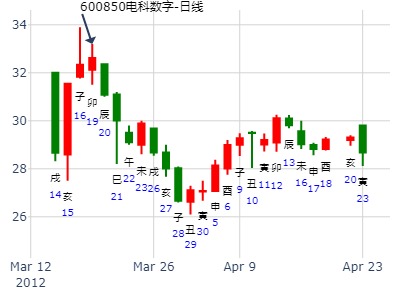 600850电科数字-日线
34
32
30
28
26
戌 14
亥 15
子 16
卯 19
辰 20
巳 21
午 22
未 23
申 26
亥 27
子 28
丑 29
寅 30
申 5
酉 6
子 9
丑 10
寅 11
卯 12
辰 13
未 16
申 17
酉 18
亥 20
寅 23
Mar 12
2012
Mar 26
Apr 9
Apr 23